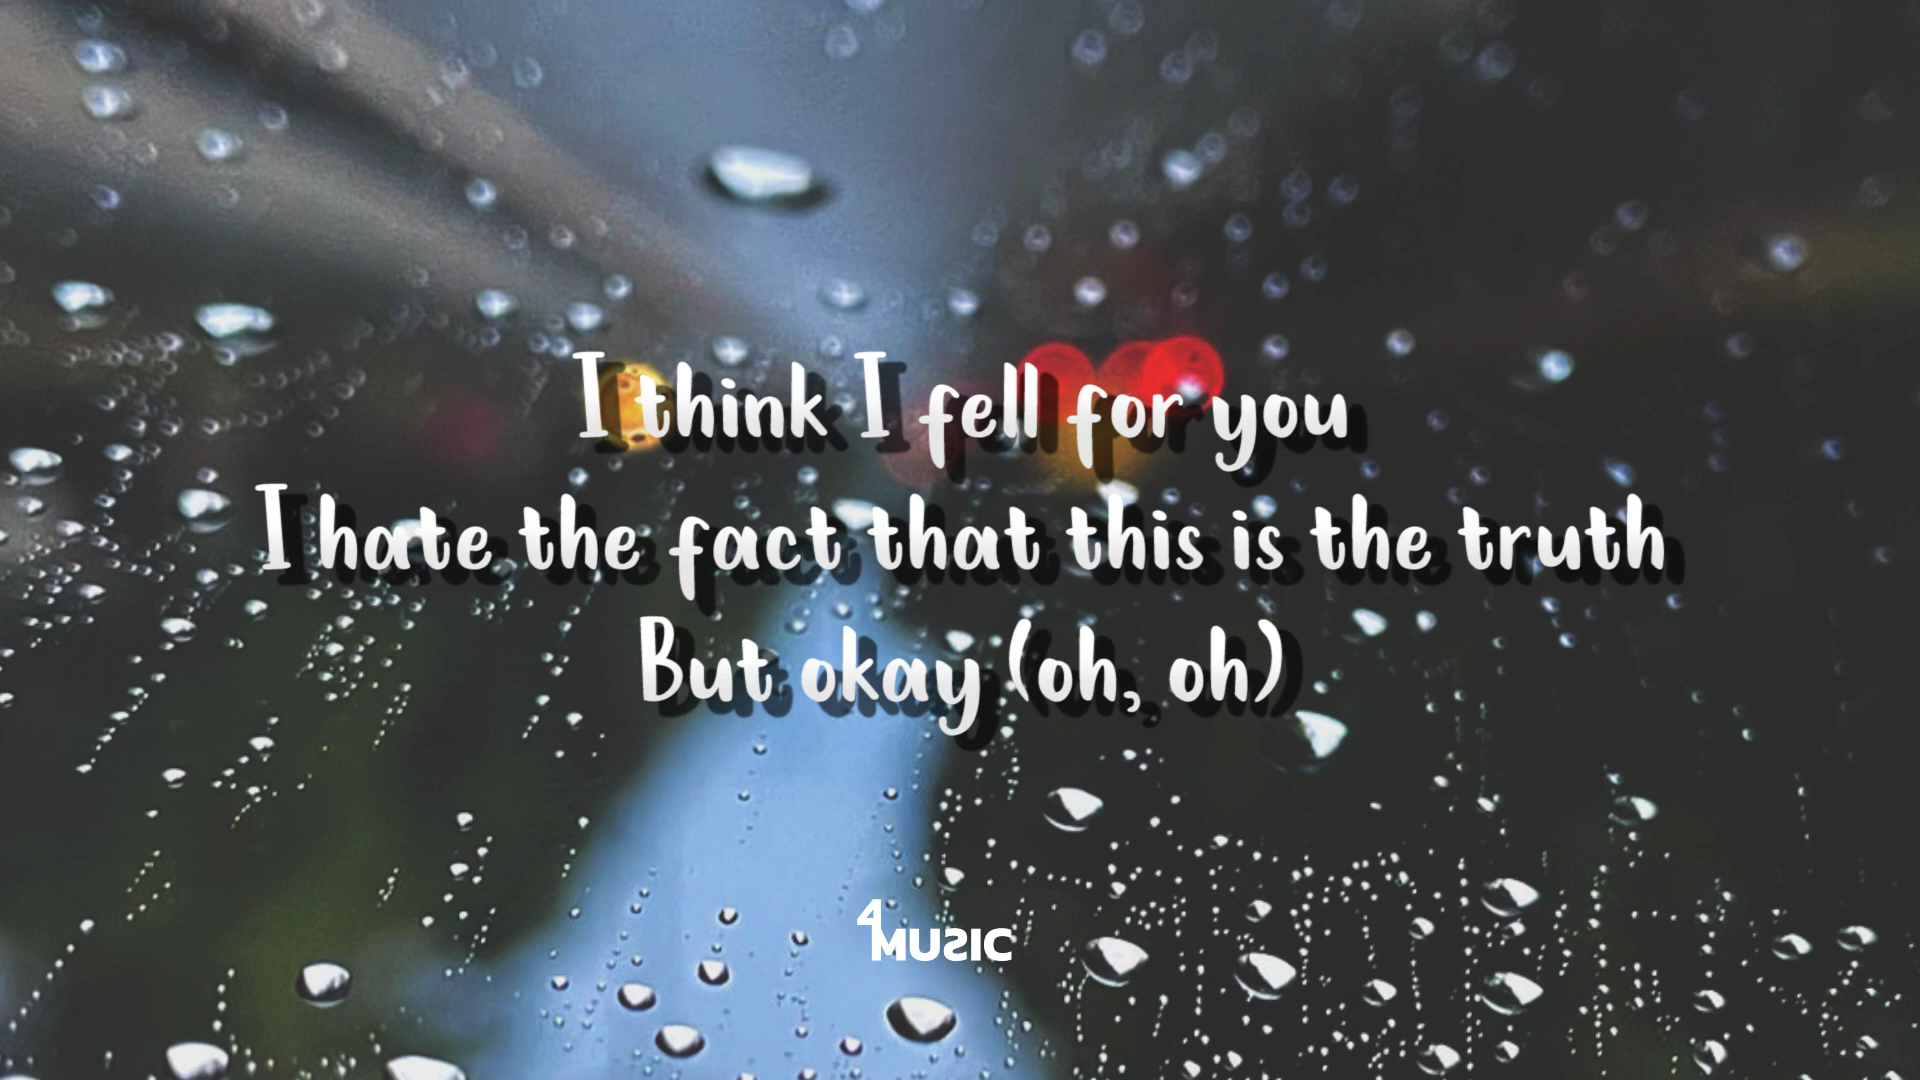 I think I fell for you
I hate the fact that this is the truth
But okay (oh, oh)
4MUSIC